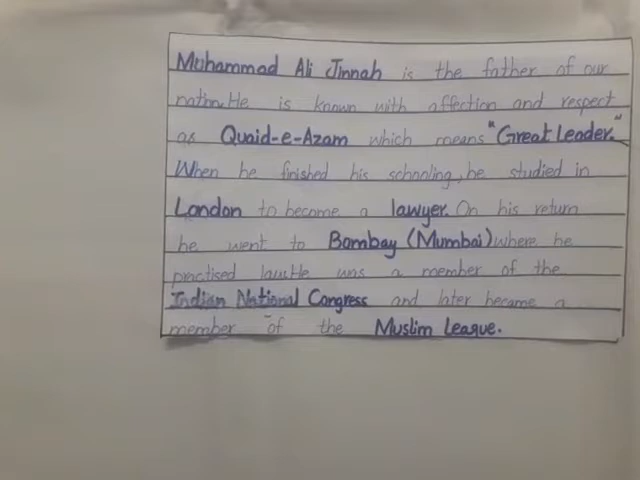 Muhammad Ali Jinnah is the father of our
nation. He is known with affection and respect
as Quaid-e-Azam which means "Great leader."
When he finished his schooling, he studied in
London to become a lawyer. On his return
he went to Bombay (Mumbai) where he
practised law. He was a member of the
Indian National Congress and later became a
member of the Muslim League.